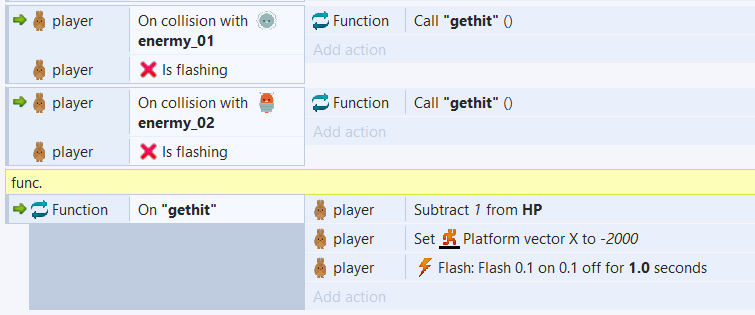 player On collision with Function Call "gethit" ()
enermy_01 Add action
player Is flashing
player On collision with Function Call "gethit" ()
enermy_02 Add action
player Is flashing
func.
Function On "gethit" player Subtract 1 from HP
player Set Platform vector X to -2000
player Flash: Flash 0.1 on 0.1 off for 1.0 seconds
Add action